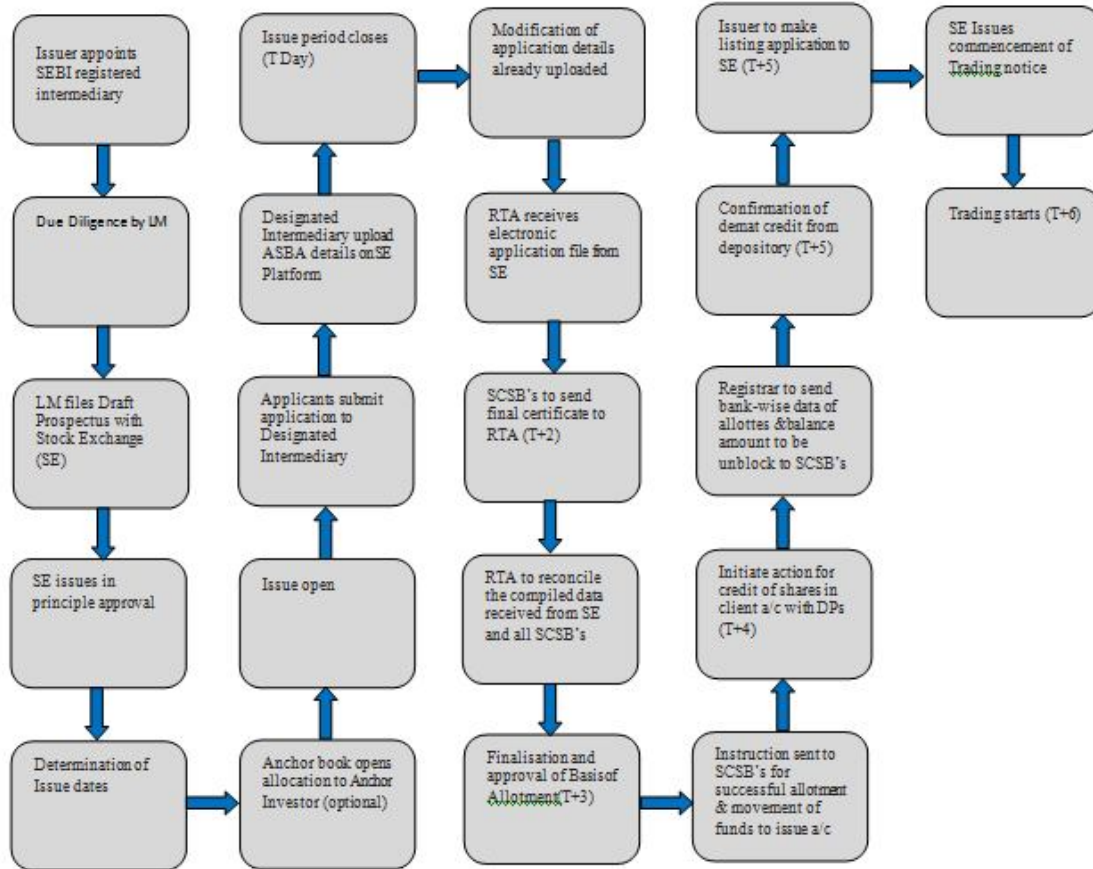 Issuer appoints
SEBI registered
intermediary
Due Diligence by LM
LM files Draft
Prospectus with
Stock Exchange
(SE)
SE issues in
principle approval
Determination of
Issue dates
Anchor book opens
allocation to Anchor
Investor (optional)
Issue open
Applicants submit
application to
Designated
Intermediary
Designated
Intermediary upload
ASBA details on SE
Platform
Issue period closes
(T Day)
Modification of
application details
already uploaded
RTA receives
electronic
application file from
SE
SCSB's to send
final certificate to
RTA (T+2)
RTA to reconcile
the compiled data
received from SE
and all SCSB's
Finalisation and
approval of Basis of
Allotment(T+3)
Instruction sent to
SCSB's for
successful allotment
& movement of
funds to issue a/c
Initiate action for
credit of shares in
client a/c with DPs
(T+4)
Registrar to send
bank-wise data of
allottes &balance
amount to be
unblock to SCSB's
Confirmation of
demat credit from
depository (T+5)
Issuer to make
listing application to
SE (T+5)
SE Issues
commencement of
Trading notice
Trading starts (T+6)